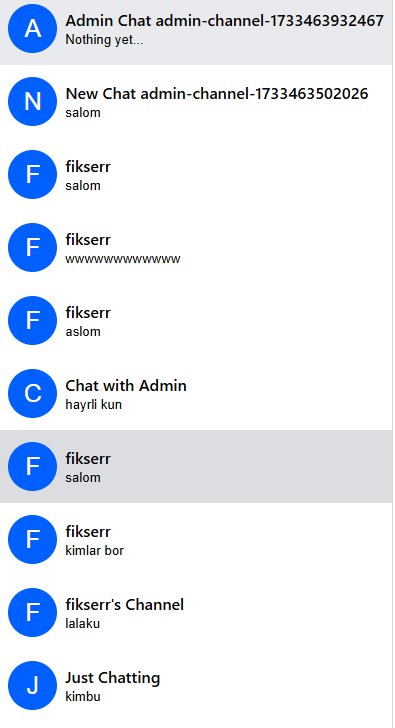 A
Admin Chat admin-channel-1733463932467
Nothing yet...
N
New Chat admin-channel-1733463502026
salom
F
fikserr
salom
F
fikserr
wwwwwwwwwwww
F
fikserr
aslom
C
Chat with Admin
hayrli kun
F
fikserr
salom
F
fikserr
kimlar bor
F
fikserr's Channel
lalaku
J
Just Chatting
kimbu